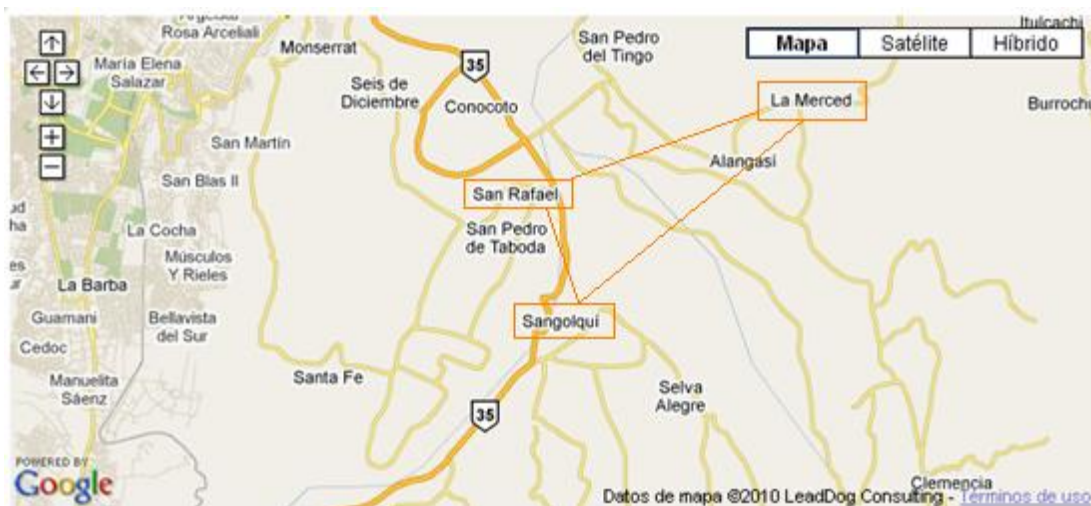 Rosa Arceliali
Monserrat
35
San Pedro
del Tingo
Itulcachi
Mapa
Satélite
Híbrido
María Elena
Salazar
Seis de
Diciembre
Conocoto
La Merced
Burrochu
San Martín
Alangasí
San Blas II
San Rafael
La Cocha
San Pedro
de Taboda
Músculos
Y Rieles
La Barba
Guamani
Bellavista
del Sur
Sangolquí
Cedoc
Manuelita
Sáenz
Santa Fe
Selva
Alegre
35
POWERED BY
Google
Clemencia
Datos de mapa ©2010 LeadDog Consulting - Términos de uso